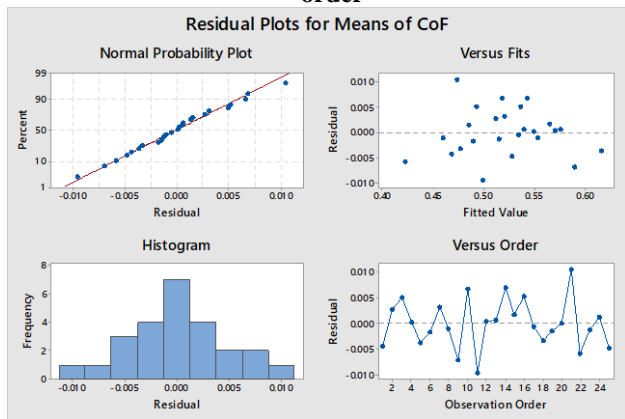 order
Residual Plots for Means of CoF
Normal Probability Plot
99
90
50
10
1
Percent
-0.010 -0.005 0.000 0.005 0.010
Residual
Versus Fits
0.010
0.005
0.000
-0.005
-0.010
Residual
0.40 0.45 0.50 0.55 0.60
Fitted Value
Histogram
8
6
4
2
0
Frequency
-0.010 -0.005 0.000 0.005 0.010
Residual
Versus Order
0.010
0.005
0.000
-0.005
-0.010
Residual
2 4 6 8 10 12 14 16 18 20 22 24
Observation Order